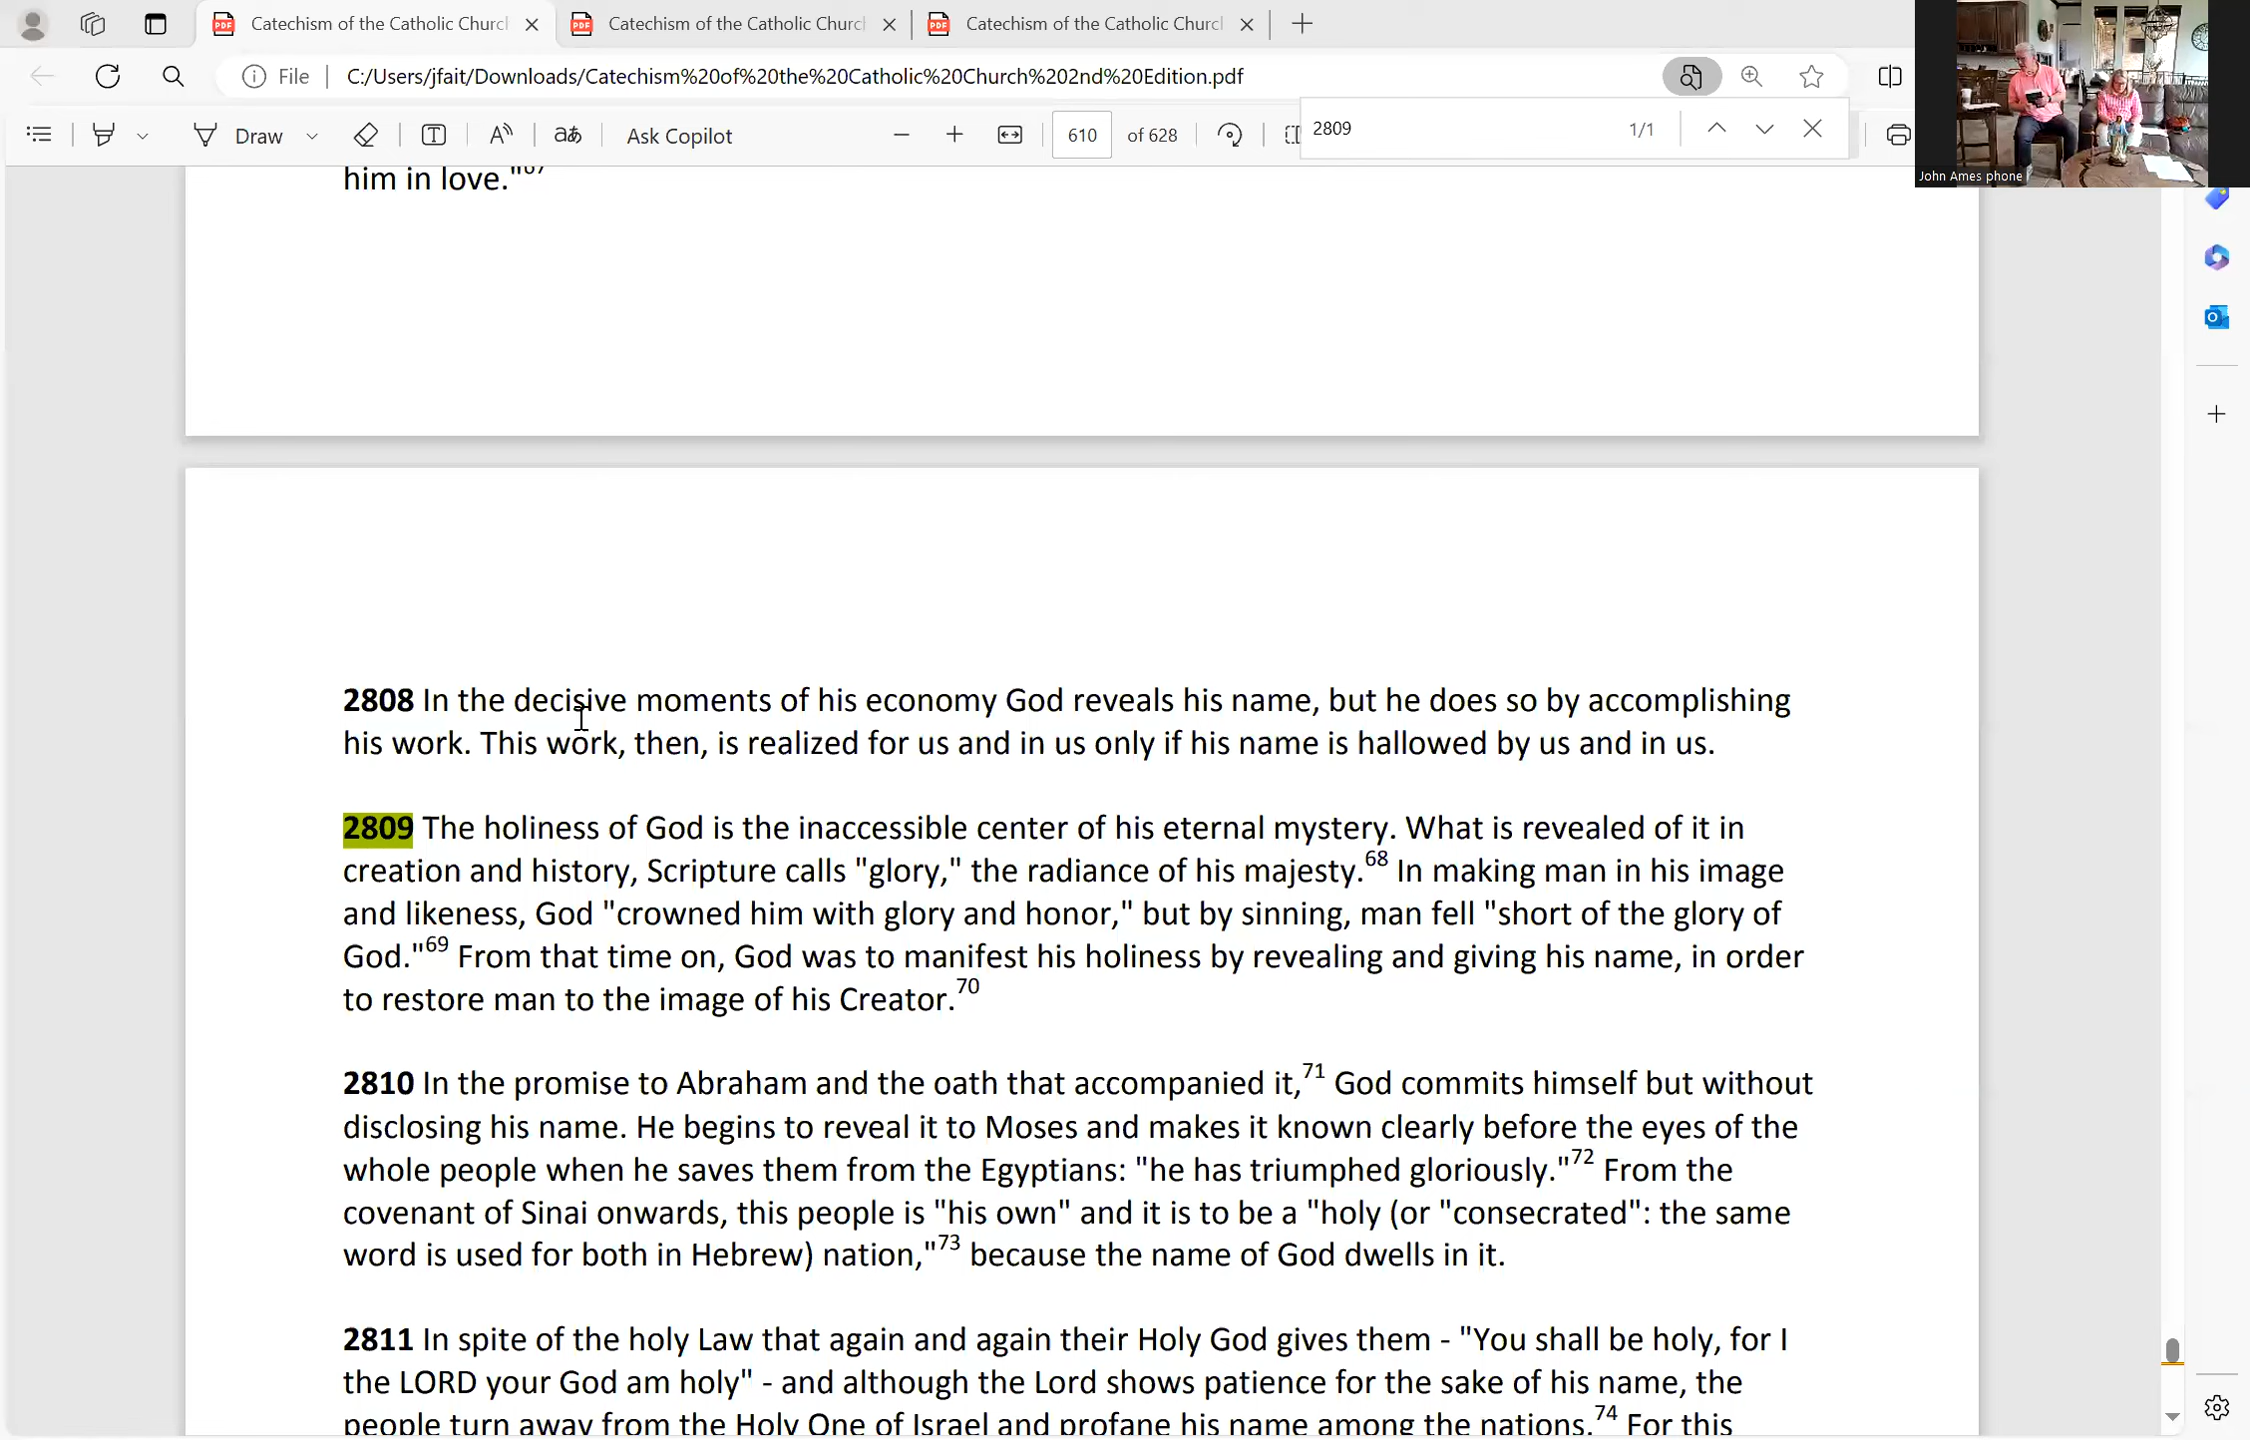 Catechism of the Catholic Church
Catechism of the Catholic Church
Catechism of the Catholic Church
File
C:/Users/jfait/Downloads/Catechism%20of%20the%20Catholic%20Church%202nd%20Edition.pdf
Draw
Ask Copilot
610 of 628
2809
1/1
John Ames phone
him in love."67
2808 In the decisive moments of his economy God reveals his name, but he does so by accomplishing
his work. This work, then, is realized for us and in us only if his name is hallowed by us and in us.
2809 The holiness of God is the inaccessible center of his eternal mystery. What is revealed of it in
creation and history, Scripture calls "glory," the radiance of his majesty.68 In making man in his image
and likeness, God "crowned him with glory and honor," but by sinning, man fell "short of the glory of
God."69 From that time on, God was to manifest his holiness by revealing and giving his name, in order
to restore man to the image of his Creator.70
2810 In the promise to Abraham and the oath that accompanied it,71 God commits himself but without
disclosing his name. He begins to reveal it to Moses and makes it known clearly before the eyes of the
whole people when he saves them from the Egyptians: "he has triumphed gloriously."72 From the
covenant of Sinai onwards, this people is "his own" and it is to be a "holy (or "consecrated": the same
word is used for both in Hebrew) nation,"73 because the name of God dwells in it.
2811 In spite of the holy Law that again and again their Holy God gives them - "You shall be holy, for I
the LORD your God am holy" - and although the Lord shows patience for the sake of his name, the
people turn away from the Holy One of Israel and profane his name among the nations.74 For this